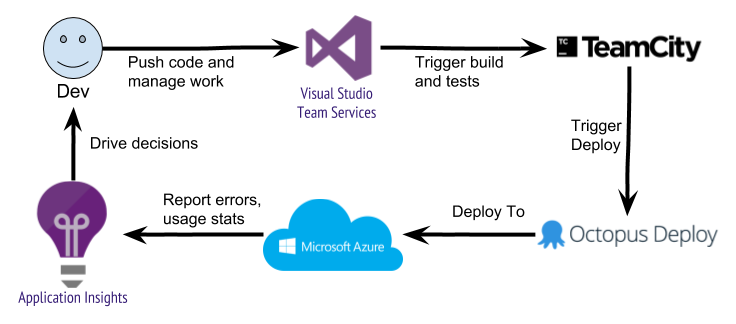 Dev
Push code and
manage work
Visual Studio
Team Services
Trigger build
and tests
TC
TeamCity
Trigger
Deploy
Octopus Deploy
Deploy To
Microsoft Azure
Report errors,
usage stats
Application Insights
Drive decisions